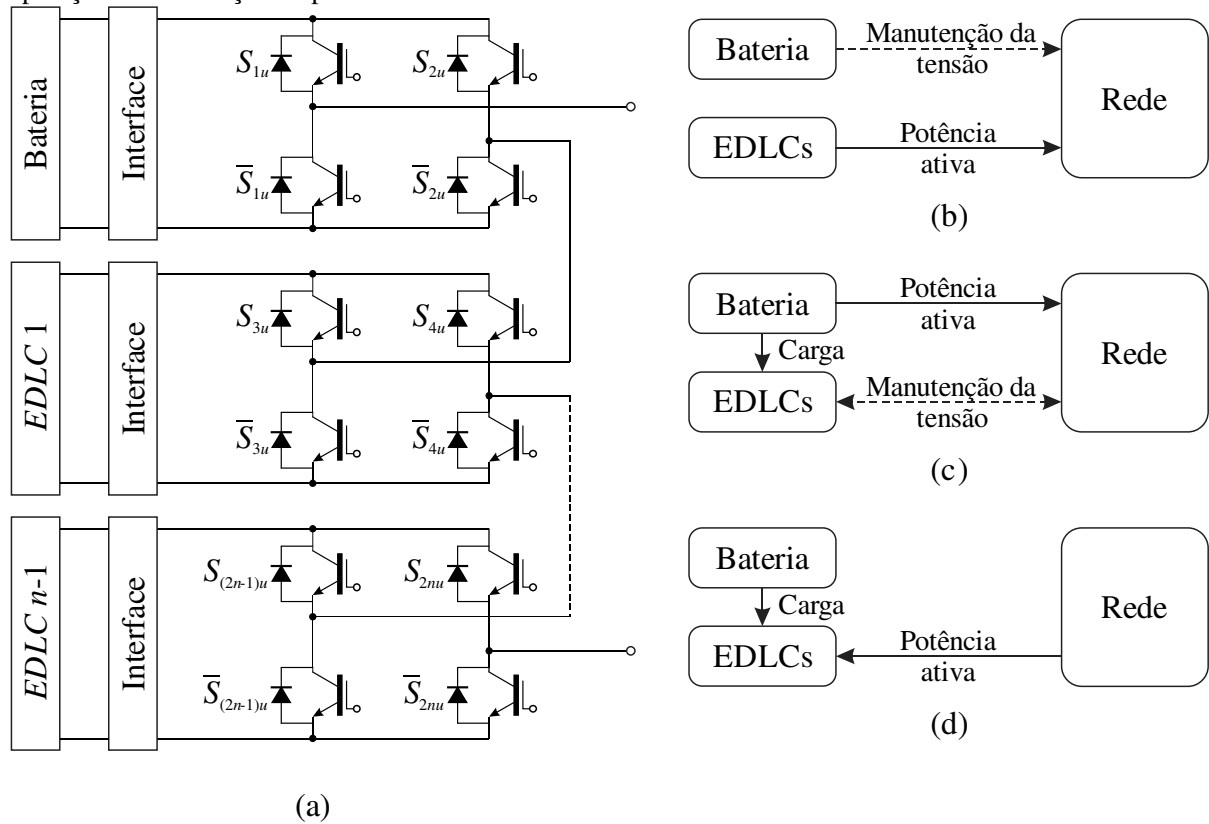 Bateria
Interface
S1u
S2u
S̅1u
S̅2u
EDLC 1
Interface
S3u
S4u
S̅3u
S̅4u
EDLC n-1
Interface
S(2n-1)u
S2nu
S̅(2n-1)u
S̅2nu
(a)
Bateria
Manutenção da
tensão
EDLCs
Potência
ativa
Rede
(b)
Bateria
Potência
ativa
Carga
EDLCs
Manutenção da
tensão
Rede
(c)
Bateria
Carga
EDLCs
Potência
ativa
Rede
(d)